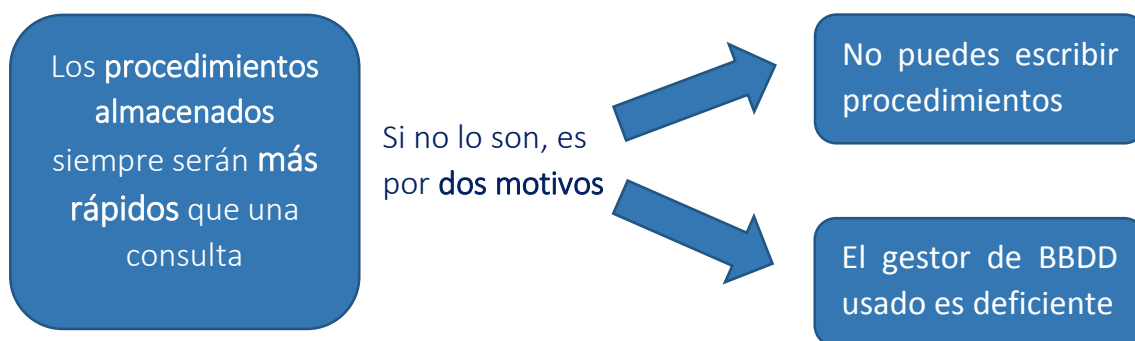 Los procedimientos
almacenados
siempre serán más
rápidos que una
consulta
Si no lo son, es
por dos motivos
No puedes escribir
procedimientos
El gestor de BBDD
usado es deficiente